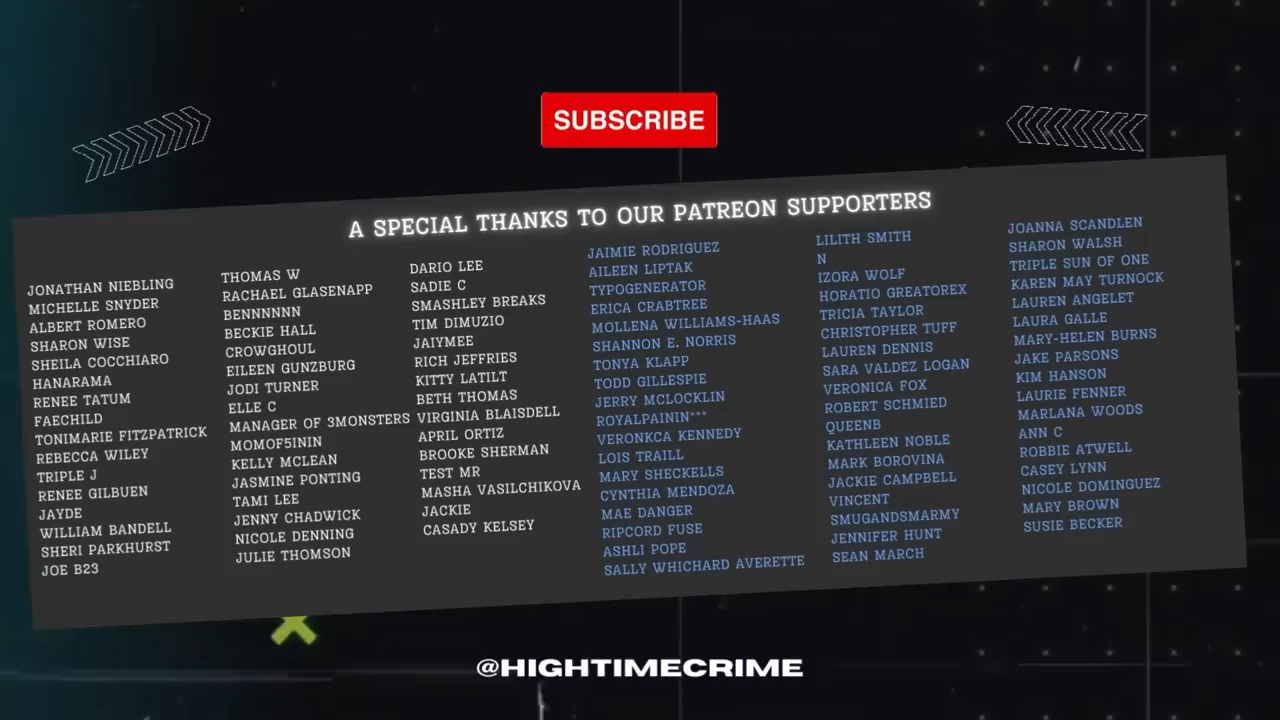 SUBSCRIBE
A SPECIAL THANKS TO OUR PATREON SUPPORTERS
JONATHAN NIEBLING
MICHELLE SNYDER
ALBERT ROMERO
SHARON WISE
SHEILA COCCHIARO
HANARAMA
RENEE TATUM
FAECHILD
TONIMARIE FITZPATRICK
REBECCA WILEY
TRIPLE J
RENEE GILBUEN
JAYDE
WILLIAM BANDELL
SHERI PARKHURST
JOE B23
THOMAS W
RACHAEL GLASENAPP
BENNNNNN
BECKIE HALL
CROWGHOUL
EILEEN GUNZBURG
JODI TURNER
ELLE C
MANAGER OF 3MONSTERS
MOMOF5ININ
KELLY MCLEAN
JASMINE PONTING
TAMI LEE
JENNY CHADWICK
NICOLE DENNING
JULIE THOMSON
DARIO LEE
SADIE C
SMASHLEY BREAKS
TIM DIMUZIO
JAIYMEE
RICH JEFFRIES
KITTY LATILT
BETH THOMAS
VIRGINIA BLAISDELL
APRIL ORTIZ
BROOKE SHERMAN
TEST MR
MASHA VASILCHIKOVA
JACKIE
CASADY KELSEY
JAIMIE RODRIGUEZ
AILEEN LIPTAK
TYPOGENERATOR
ERICA CRABTREE
MOLLENA WILLIAMS-HAAS
SHANNON E. NORRIS
TONYA KLAPP
TODD GILLESPIE
JERRY MCLOCKLIN
ROYALPAININ***
VERONKCA KENNEDY
LOIS TRAILL
MARY SHECKELLS
CYNTHIA MENDOZA
MAE DANGER
RIPCORD FUSE
ASHLI POPE
SALLY WHICHARD AVERETTE
LILITH SMITH
N
IZORA WOLF
HORATIO GREATOREX
TRICIA TAYLOR
CHRISTOPHER TUFF
LAUREN DENNIS
SARA VALDEZ LOGAN
VERONICA FOX
ROBERT SCHMIED
QUEENB
KATHLEEN NOBLE
MARK BOROVINA
JACKIE CAMPBELL
VINCENT
SMUGANDSMARMY
JENNIFER HUNT
SEAN MARCH
JOANNA SCANDLEN
SHARON WALSH
TRIPLE SUN OF ONE
KAREN MAY TURNOCK
LAUREN ANGELET
LAURA GALLE
MARY-HELEN BURNS
JAKE PARSONS
KIM HANSON
LAURIE FENNER
MARLANA WOODS
ANN C
ROBBIE ATWELL
CASEY LYNN
NICOLE DOMINGUEZ
MARY BROWN
SUSIE BECKER
@HIGHTIMECRIME